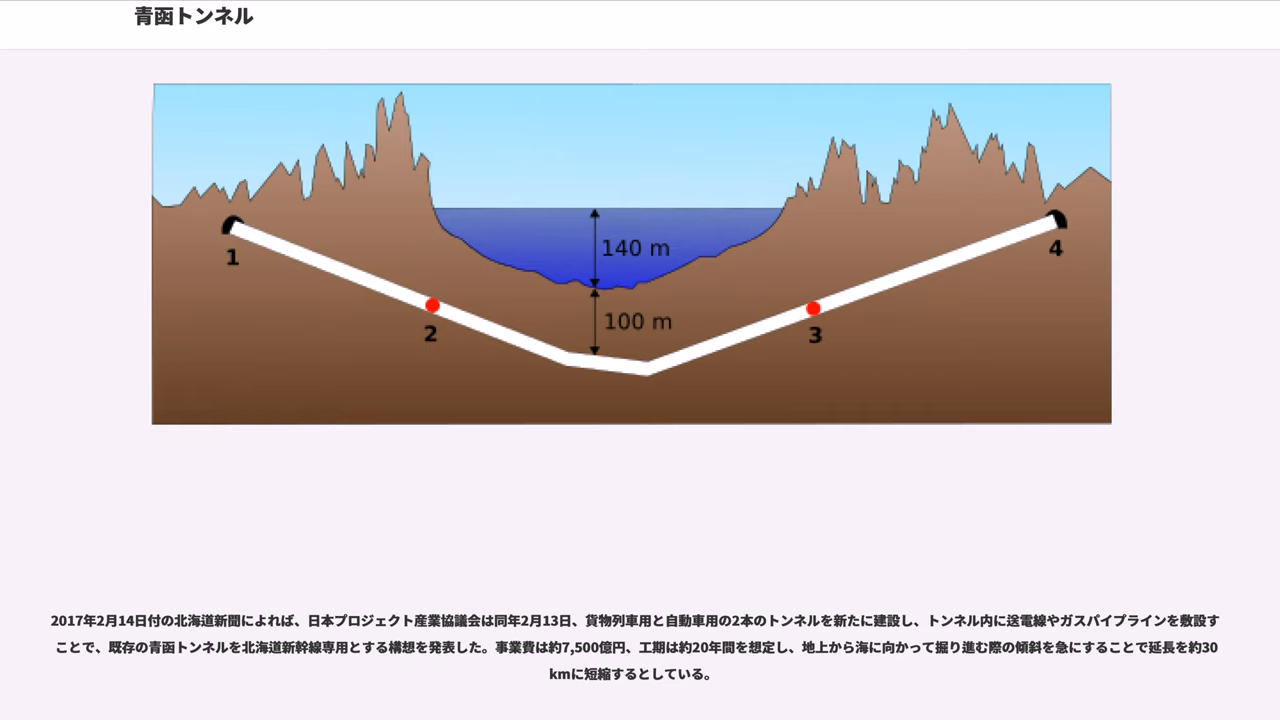 青函トンネル
140 m
1
4
100 m
2
3
2017年2月14日付の北海道新聞によれば、日本プロジェクト産業協議会は同年2月13日、貨物列車用と自動車用の2本のトンネルを新たに建設し、トンネル内に送電線やガスパイプラインを敷設す
ことで、既存の青函トンネルを北海道新幹線専用とする構想を発表した。事業費は約7,500億円、工期は約20年間を想定し、地上から海に向かって掘り進む際の傾斜を急にすることで延長を約30
kmに短縮するとしている。